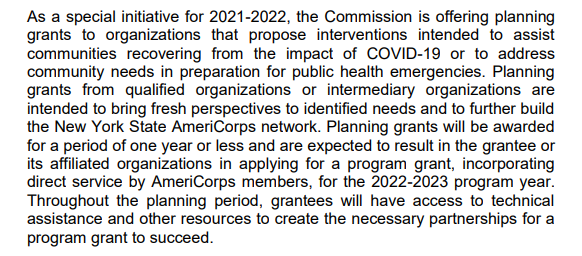 As a special initiative for 2021-2022, the Commission is offering planning
grants to organizations that propose interventions intended to assist
communities recovering from the impact of COVID-19 or to address
community needs in preparation for public health emergencies. Planning
grants from qualified organizations or intermediary organizations are
intended to bring fresh perspectives to identified needs and to further build
the New York State AmeriCorps network. Planning grants will be awarded
for a period of one year or less and are expected to result in the grantee or
its affiliated organizations in applying for a program grant, incorporating
direct service by AmeriCorps members, for the 2022-2023 program year.
Throughout the planning period, grantees will have access to technical
assistance and other resources to create the necessary partnerships for a
program grant to succeed.